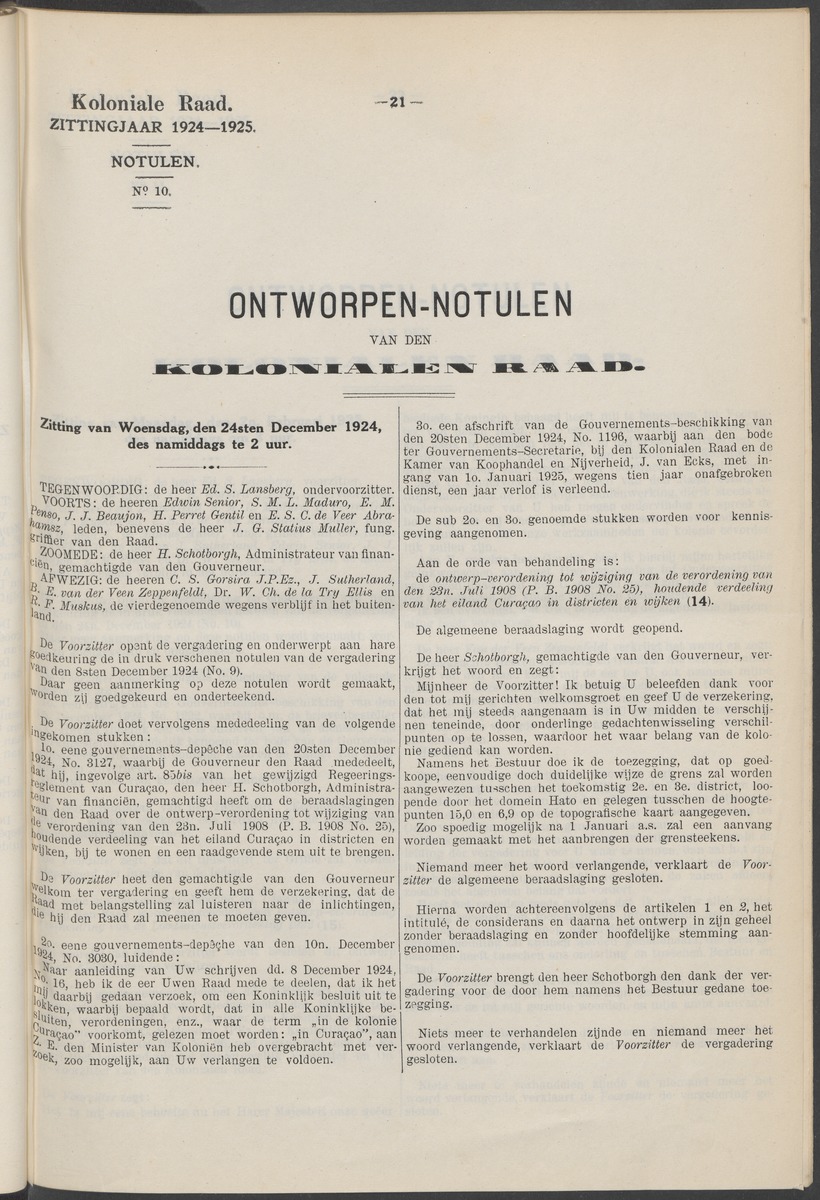 Koloniale Raad.
ZITTINGJAAR 1924—1925.
NOTULEN.
Nº 10.
—21—
ONTWORPEN-NOTULEN
VAN DEN
KOLONIALEN RAAD.
Zitting van Woensdag, den 24sten December 1924,
des namiddags te 2 uur.
TEGENWOORDIG: de heer Ed. S. Lansberg, ondervoorzitter.
VOORTS: de heeren Edwin Senior, S. M. L. Maduro, E. M.
Penso, J. J. Beaujon, H. Perret Gentil en E. S. C. de Veer Abra-
hamsz, leden, benevens de heer J. G. Statius Muller, fung.
griffier van den Raad.
ZOOMEDE: de heer H. Schotborgh, Administrateur van finan-
ciën, gemachtigde van den Gouverneur.
AFWEZIG: de heeren C. S. Gorsira J.P.Ez., J. Sutherland,
B. E. van der Veen Zeppenfeldt, Dr. W. Ch. de la Try Ellis en
R. F. Muskus, de vierdegenoemde wegens verblijf in het buiten-
land.
De Voorzitter opent de vergadering en onderwerpt aan hare
goedkeuring de in druk verschenen notulen van de vergadering
van den 8sten December 1924 (No. 9).
Daar geen aanmerking op deze notulen wordt gemaakt,
worden zij goedgekeurd en onderteekend.
De Voorzitter doet vervolgens mededeeling van de volgende
ingekomen stukken:
1o. eene gouvernements-depêche van den 20sten December
1924, No. 3127, waarbij de Gouverneur den Raad mededeelt,
dat hij, ingevolge art. 85bis van het gewijzigd Regeerings-
reglement van Curaçao, den heer H. Schotborgh, Administra-
teur van financiën, gemachtigd heeft om de beraadslagingen
van den Raad over de ontwerp-verordening tot wijziging van
de verordening van den 23n. Juli 1908 (P. B. 1908 No. 25),
houdende verdeeling van het eiland Curaçao in districten en
wijken, bij te wonen en een raadgevende stem uit te brengen.
De Voorzitter heet den gemachtigde van den Gouverneur
welkom ter vergadering en geeft hem de verzekering, dat de
Raad met belangstelling zal luisteren naar de inlichtingen,
die hij den Raad zal meenen te moeten geven.
2o. eene gouvernements-depêche van den 10n. December
1924, No. 3030, luidende:
Naar aanleiding van Uw schrijven dd. 8 December 1924,
No. 16, heb ik de eer Uwen Raad mede te deelen, dat ik het
mij daarbij gedaan verzoek, om een Koninklijk besluit uit te
lokken, waarbij bepaald wordt, dat in alle Koninklijke be-
sluiten, verordeningen, enz., waar de term „in de kolonie
Curaçao" voorkomt, gelezen moet worden: „in Curaçao", aan
Z. E. den Minister van Koloniën heb overgebracht met ver-
zoek, zoo mogelijk, aan Uw verlangen te voldoen.
3o. een afschrift van de Gouvernements-beschikking van
den 20sten December 1924, No. 1196, waarbij aan den bode
ter Gouvernements-Secretarie, bij den Kolonialen Raad en de
Kamer van Koophandel en Nijverheid, J. van Ecks, met in-
gang van 1o. Januari 1925, wegens tien jaar onafgebroken
dienst, een jaar verlof is verleend.
De sub 2o. en 3o. genoemde stukken worden voor kennis-
geving aangenomen.
Aan de orde van behandeling is:
de ontwerp-verordening tot wijziging van de verordening van
den 23n. Juli 1908 (P. B. 1908 No. 25), houdende verdeeling
van het eiland Curaçao in districten en wijken (14).
De algemeene beraadslaging wordt geopend.
De heer Schotborgh, gemachtigde van den Gouverneur, ver-
krijgt het woord en zegt:
Mijnheer de Voorzitter! Ik betuig U beleefden dank voor
den tot mij gerichten welkomsgroet en geef U de verzekering,
dat het mij steeds aangenaam is in Uw midden te verschij-
nen teneinde, door onderlinge gedachtenwisseling verschil-
punten op te lossen, waardoor het waar belang van de kolo-
nie gediend kan worden.
Namens het Bestuur doe ik de toezegging, dat op goed-
koope, eenvoudige doch duidelijke wijze de grens zal worden
aangewezen tusschen het toekomstig 2e. en 3e. district, loo-
pende door het domein Hato en gelegen tusschen de hoogte-
punten 15,0 en 6,9 op de topografische kaart aangegeven.
Zoo spoedig mogelijk na 1 Januari a.s. zal een aanvang
worden gemaakt met het aanbrengen der grensteekens.
Niemand meer het woord verlangende, verklaart de Voor-
zitter de algemeene beraadslaging gesloten.
Hierna worden achtereenvolgens de artikelen 1 en 2, het
intitulé, de considerans en daarna het ontwerp in zijn geheel
zonder beraadslaging en zonder hoofdelijke stemming aan-
genomen.
De Voorzitter brengt den heer Schotborgh den dank der ver-
gadering voor de door hem namens het Bestuur gedane toe-
zegging.
Niets meer te verhandelen zijnde en niemand meer het
woord verlangende, verklaart de Voorzitter de vergadering
gesloten.